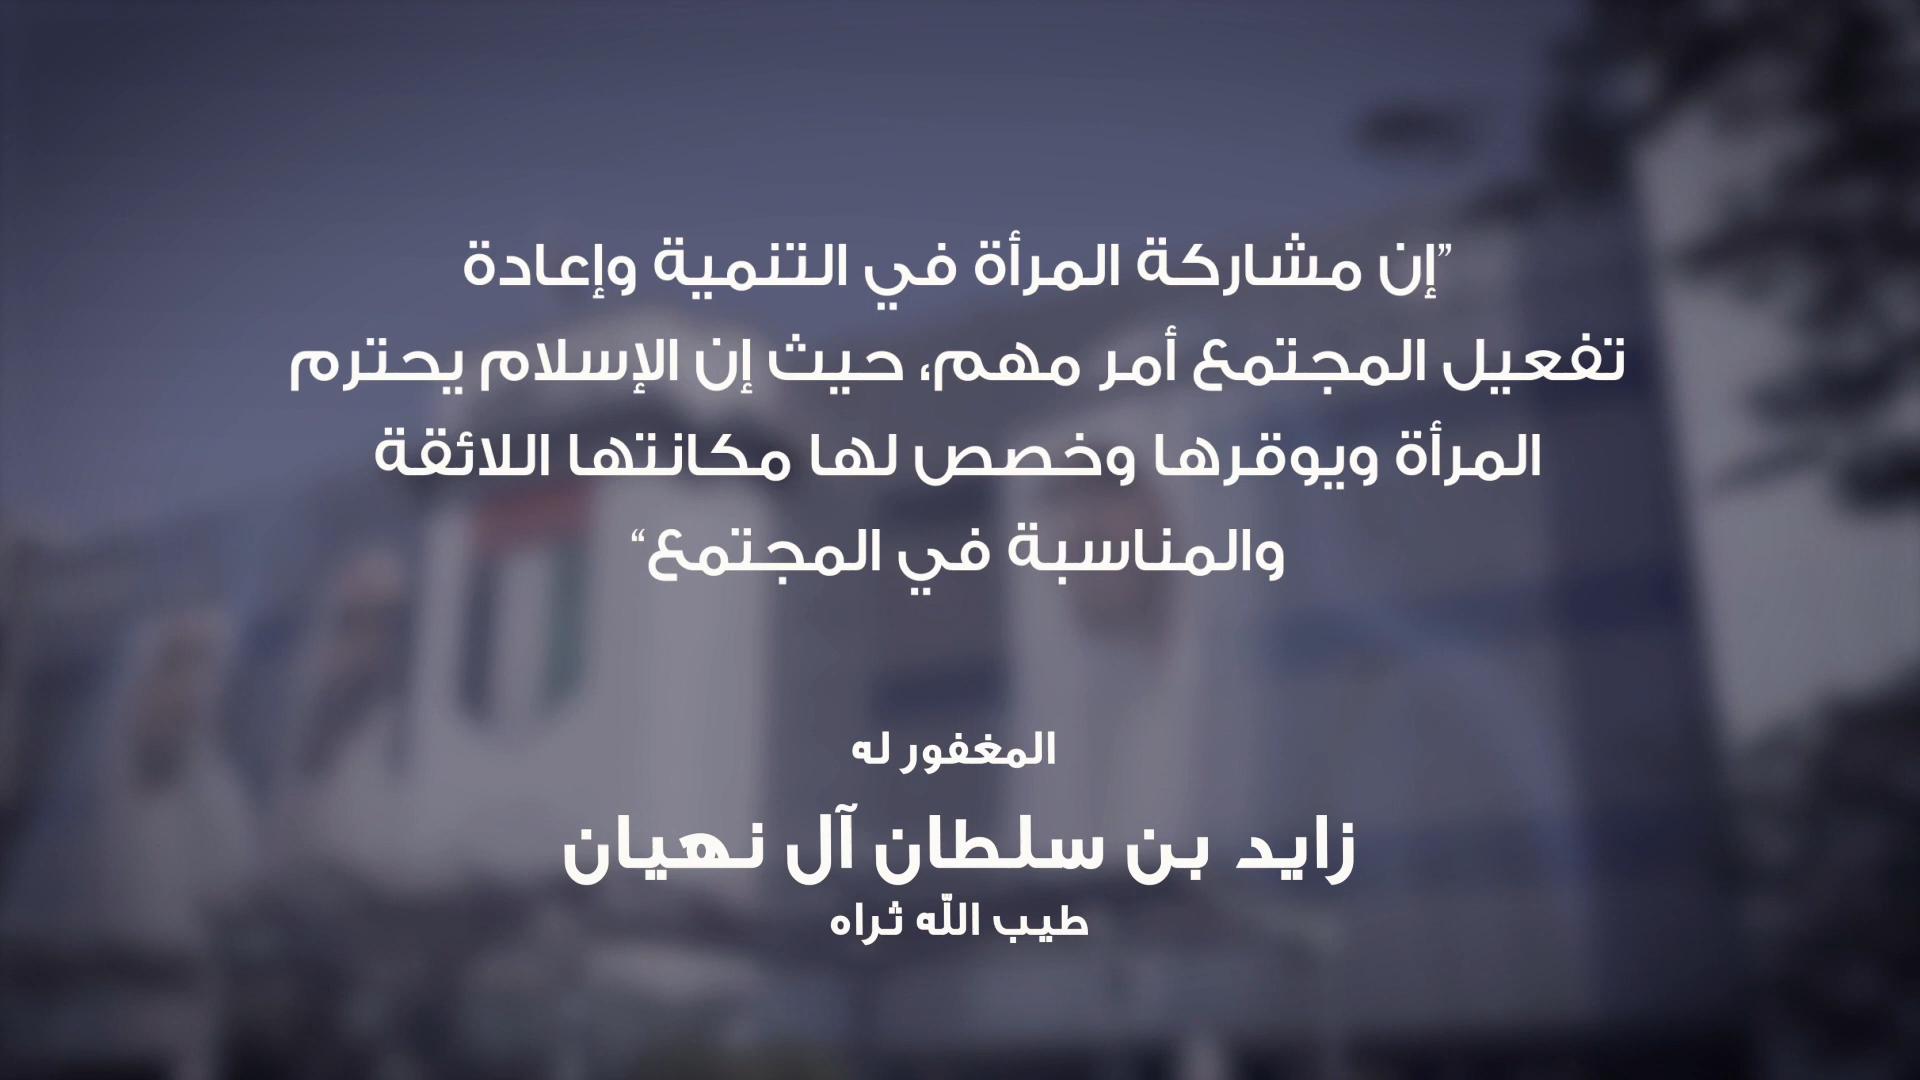 ”إن مشاركة المرأة في التنمية وإعادة
تفعيل المجتمع أمر مهم، حيث إن الإسلام يحترم
المرأة ويوقرها وخصص لها مكانتها اللائقة
والمناسبة في المجتمع“
المغفور له
زايد بن سلطان آل نهيان
طيب الله ثراه